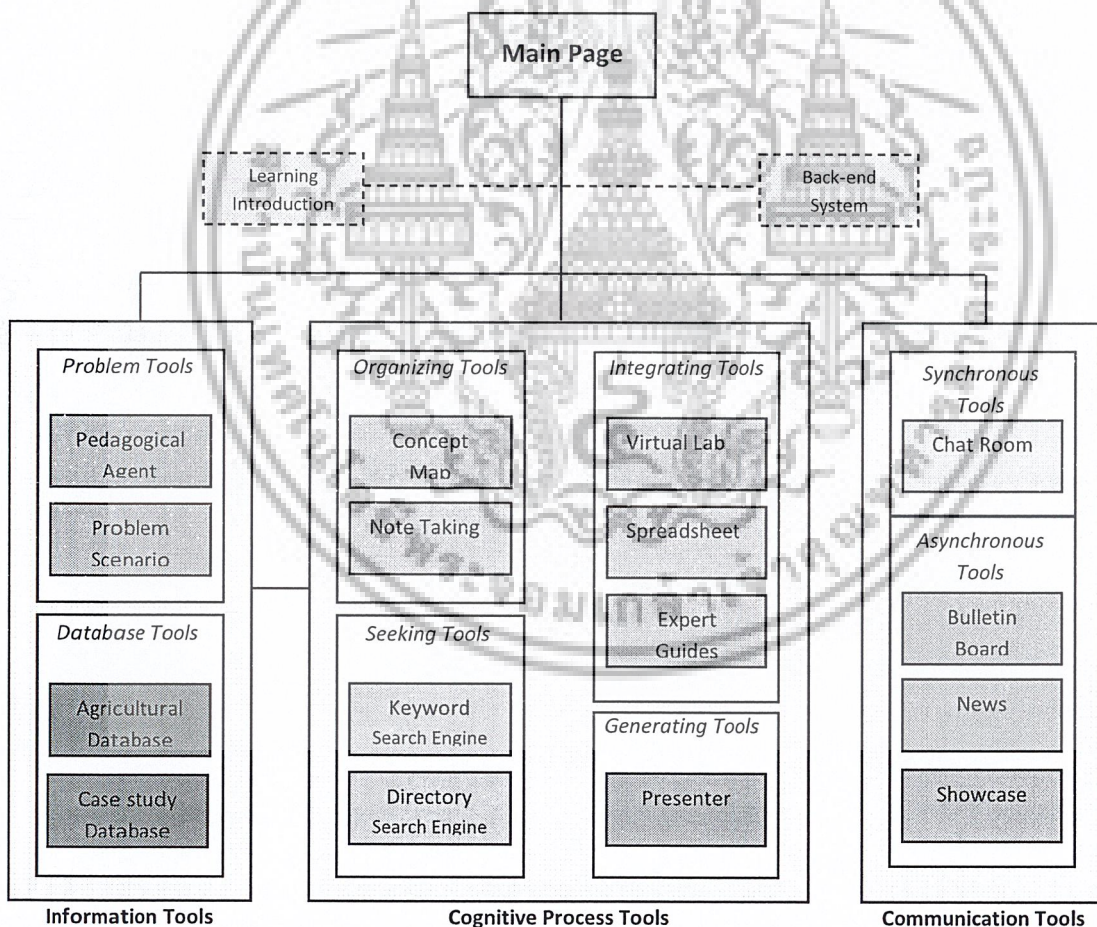 Main Page
Learning
Introduction
Back-end
System
Problem Tools
Pedagogical
Agent
Problem
Scenario
Database Tools
Agricultural
Database
Case study
Database
Information Tools
Organizing Tools
Concept
Map
Note Taking
Seeking Tools
Keyword
Search Engine
Directory
Search Engine
Integrating Tools
Virtual Lab
Spreadsheet
Expert
Guides
Generating Tools
Presenter
Cognitive Process Tools
Synchronous
Tools
Chat Room
Asynchronous
Tools
Bulletin
Board
News
Showcase
Communication Tools